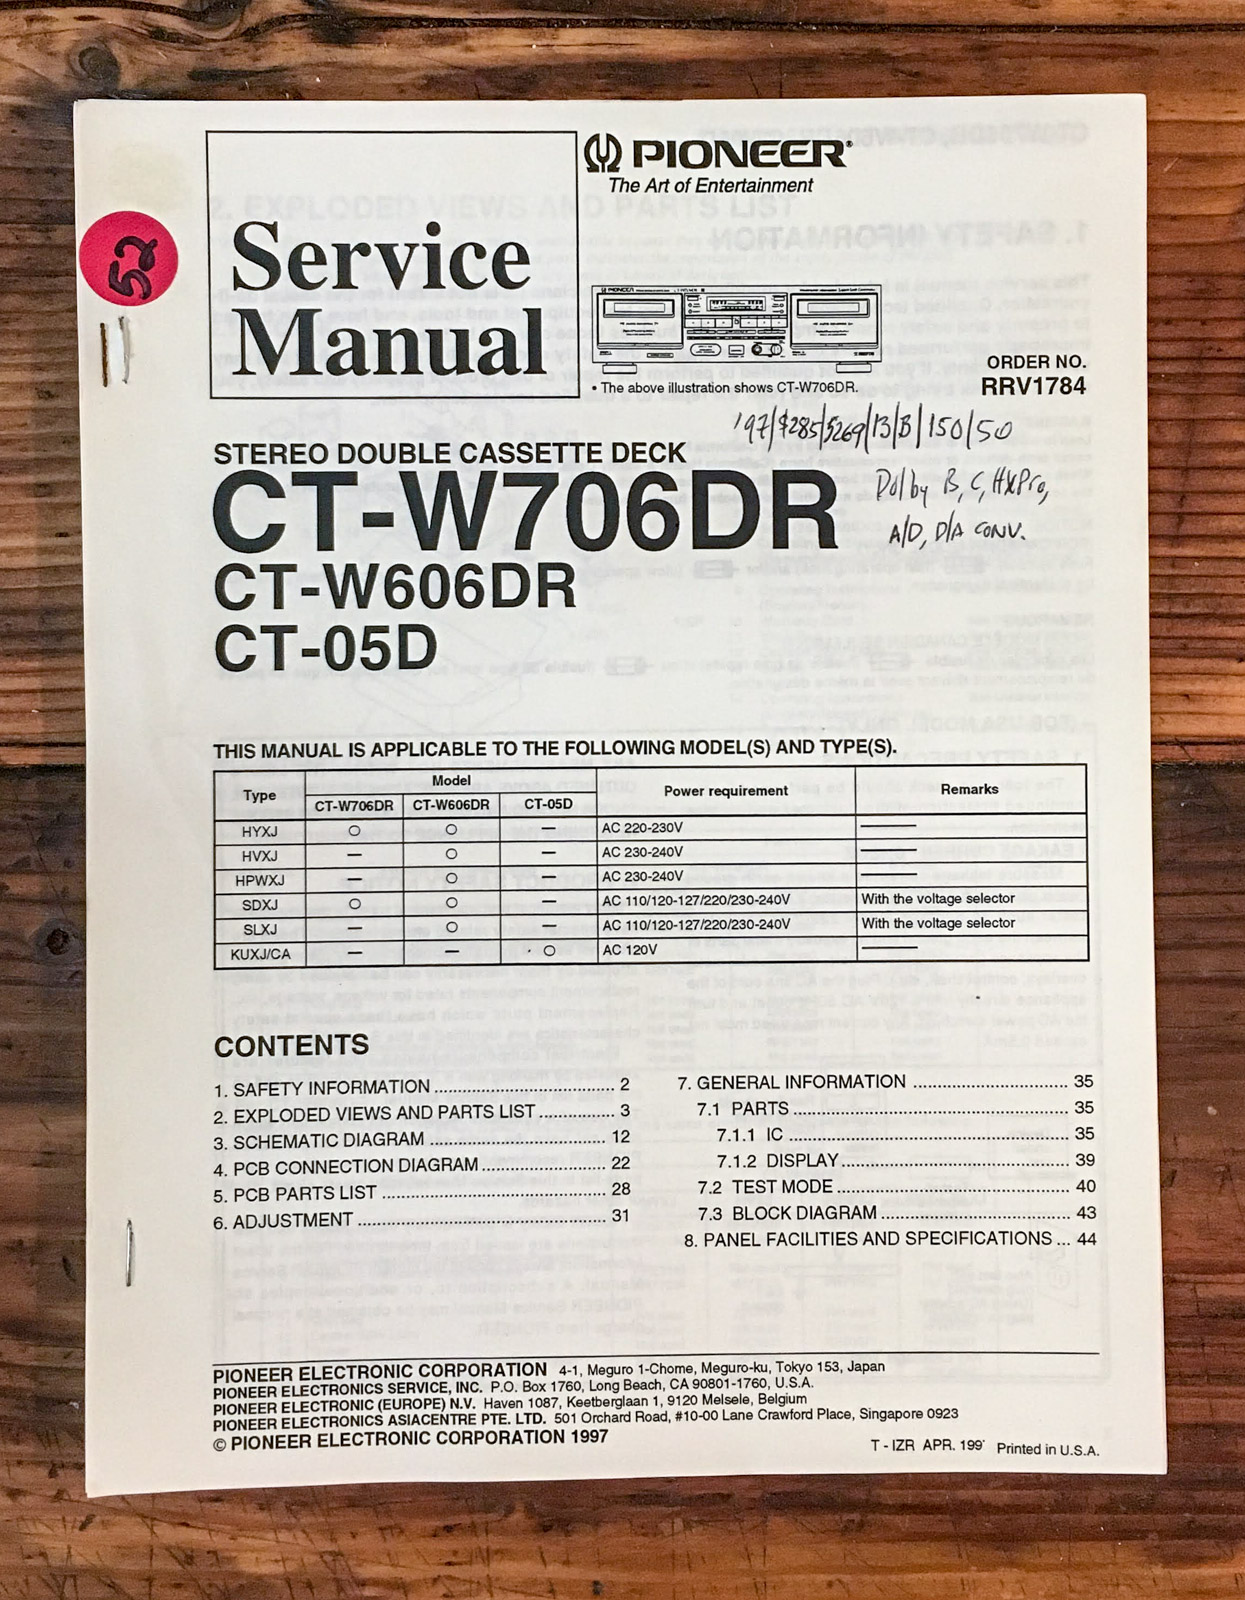 PIONEER®
The Art of Entertainment
Service
Manual
52
• The above illustration shows CT-W706DR.
ORDER NO.
RRV1784
'97/$285/$269/13/B/150/50
Dolby B, C, HXPro,
A/D, D/A CONV.
STEREO DOUBLE CASSETTE DECK
CT-W706DR
CT-W606DR
CT-05D
THIS MANUAL IS APPLICABLE TO THE FOLLOWING MODEL(S) AND TYPE(S).
Type Model Power requirement Remarks
CT-W706DR CT-W606DR CT-05D
HYXJ ○ ○ — AC 220-230V ———
HVXJ — ○ — AC 230-240V ———
HPWXJ — ○ — AC 230-240V ———
SDXJ ○ ○ — AC 110/120-127/220/230-240V With the voltage selector
SLXJ — ○ — AC 110/120-127/220/230-240V With the voltage selector
KUXJ/CA — — ○ AC 120V ———
CONTENTS
1. SAFETY INFORMATION ................................ 2
2. EXPLODED VIEWS AND PARTS LIST .............. 3
3. SCHEMATIC DIAGRAM ................................ 12
4. PCB CONNECTION DIAGRAM ...................... 22
5. PCB PARTS LIST ........................................ 28
6. ADJUSTMENT ............................................ 31
7. GENERAL INFORMATION ............................ 35
7.1 PARTS .................................................. 35
7.1.1 IC .................................................... 35
7.1.2 DISPLAY .......................................... 39
7.2 TEST MODE .......................................... 40
7.3 BLOCK DIAGRAM .................................. 43
8. PANEL FACILITIES AND SPECIFICATIONS ... 44
PIONEER ELECTRONIC CORPORATION 4-1, Meguro 1-Chome, Meguro-ku, Tokyo 153, Japan
PIONEER ELECTRONICS SERVICE, INC. P.O. Box 1760, Long Beach, CA 90801-1760, U.S.A.
PIONEER ELECTRONIC (EUROPE) N.V. Haven 1087, Keetberglaan 1, 9120 Melsele, Belgium
PIONEER ELECTRONICS ASIACENTRE PTE. LTD. 501 Orchard Road, #10-00 Lane Crawford Place, Singapore 0923
© PIONEER ELECTRONIC CORPORATION 1997
T - IZR APR. 199 Printed in U.S.A.